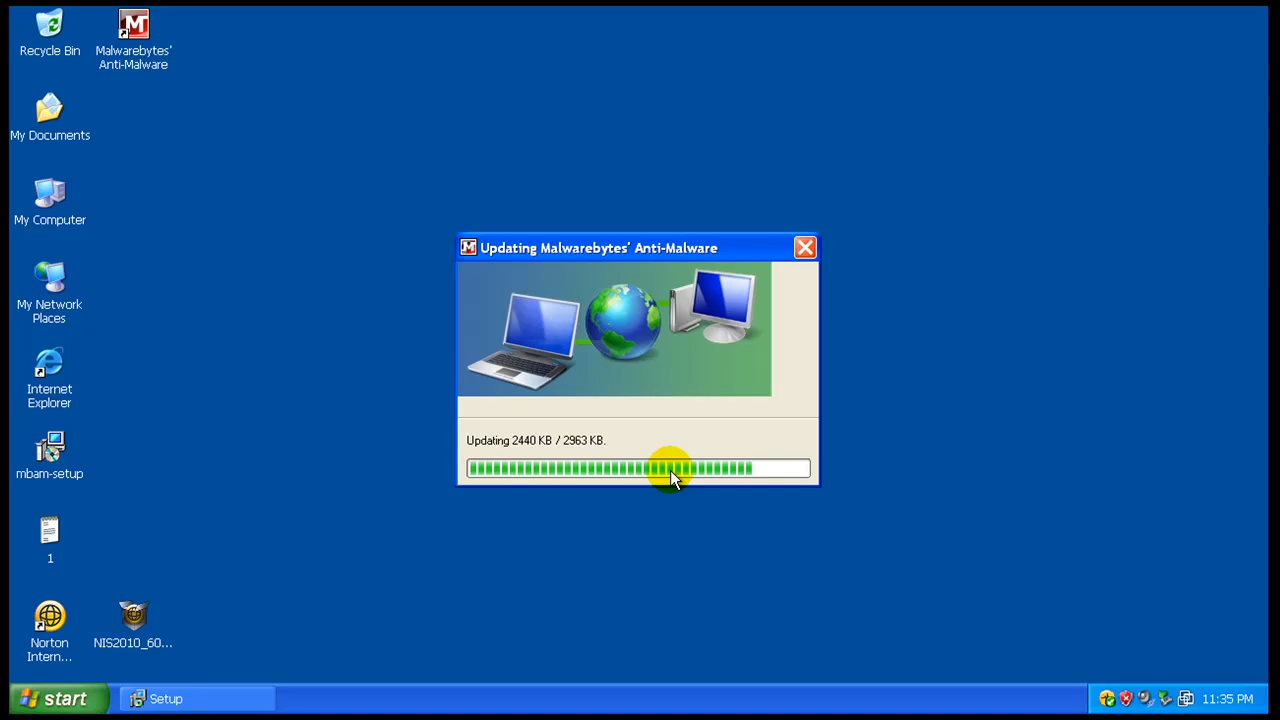 Recycle Bin
Malwarebytes'
Anti-Malware
My Documents
My Computer
My Network
Places
Internet
Explorer
mbam-setup
1
Norton
Intern...
NIS2010_60...
Updating Malwarebytes' Anti-Malware
Updating 2440 KB / 2963 KB.
start
Setup
11:35 PM